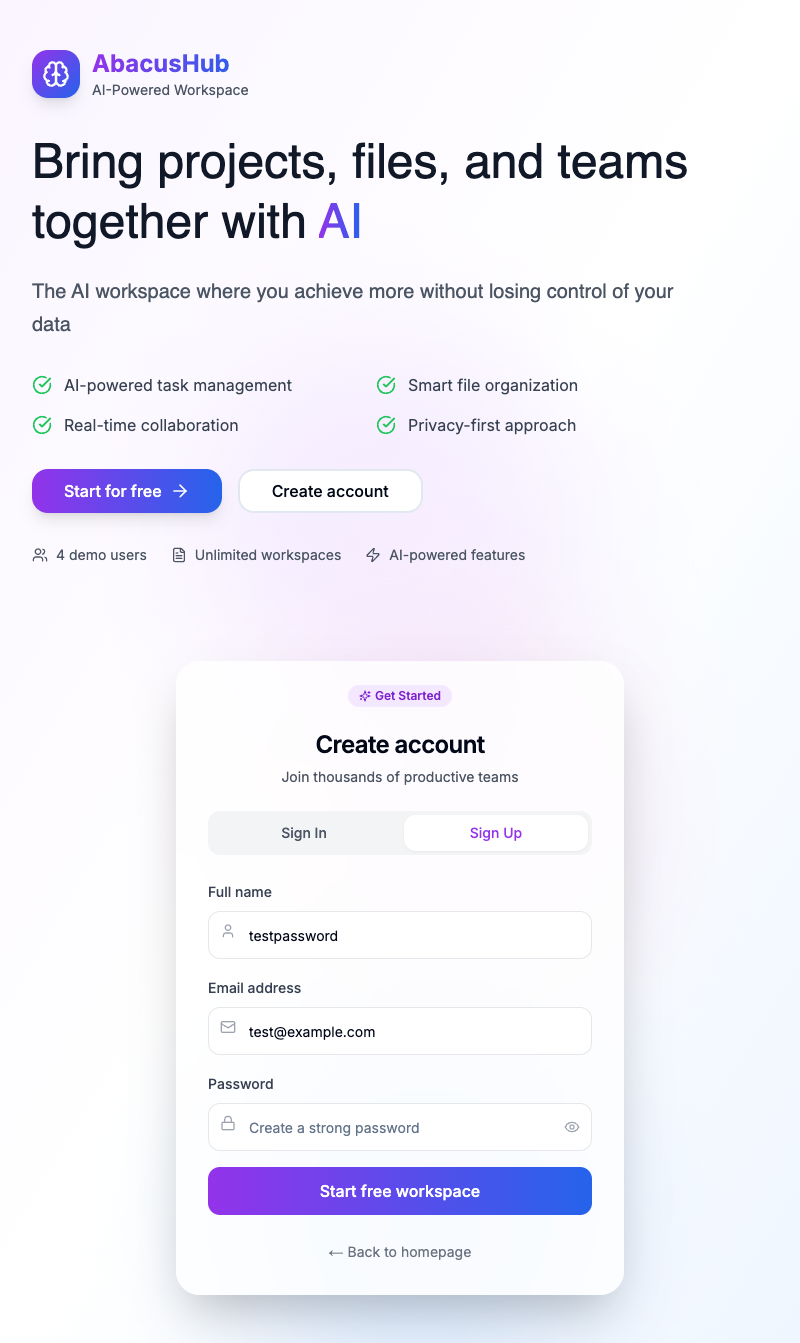 AbacusHub
AI-Powered Workspace
Bring projects, files, and teams
together with AI
The AI workspace where you achieve more without losing control of your
data
AI-powered task management
Smart file organization
Real-time collaboration
Privacy-first approach
Start for free →
Create account
4 demo users
Unlimited workspaces
AI-powered features
Get Started
Create account
Join thousands of productive teams
Sign In
Sign Up
Full name
testpassword
Email address
test@example.com
Password
Create a strong password
Start free workspace
← Back to homepage